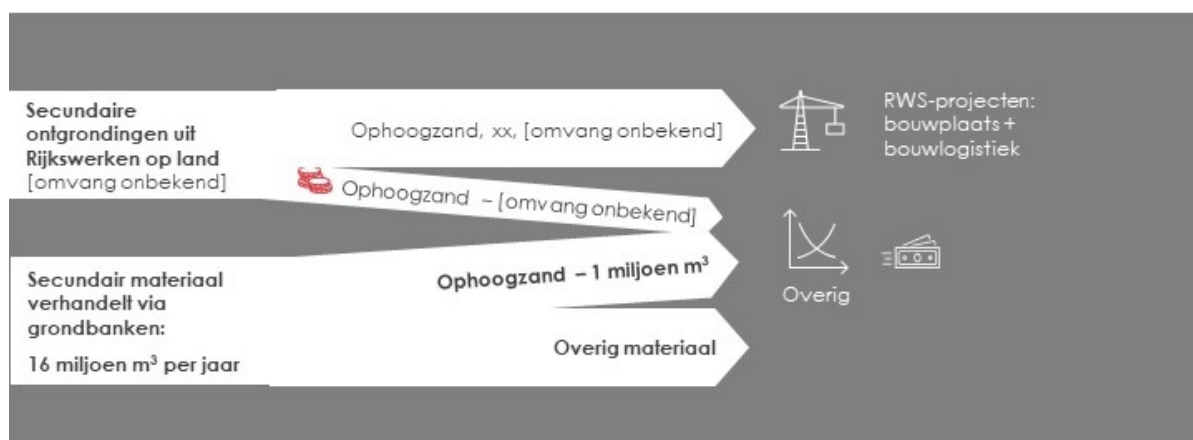 Secundaire
ontgrondingen uit
Rijkswerken op land
[omvang onbekend]
Ophoogzand, xx, [omvang onbekend]
RWS-projecten:
bouwplaats +
bouwlogistiek
Ophoogzand – [omvang onbekend]
Secundair materiaal
verhandelt via
grondbanken:
16 miljoen m³ per jaar
Ophoogzand – 1 miljoen m³
Overig
Overig materiaal